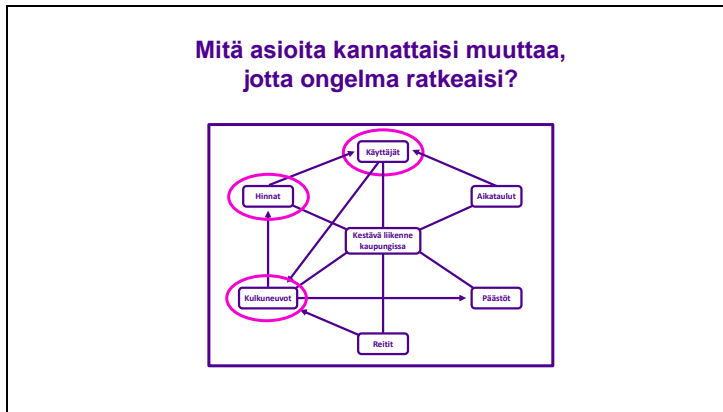 Mitä asioita kannattaisi muuttaa,
jotta ongelma ratkeaisi?
Käyttäjät
Hinnat
Aikataulut
Kestävä liikenne
kaupungissa
Kulkuneuvot
Päästöt
Reitit